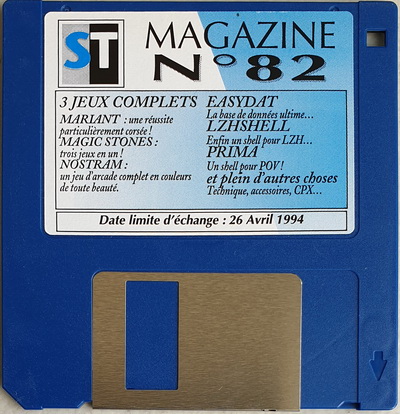 ST MAGAZINE
N° 82
3 JEUX COMPLETS
MARIANT : une réussite
particulièrement corsée !
MAGIC STONES :
trois jeux en un !
NOSTRAM :
un jeu d'arcade complet en couleurs
de toute beauté.
EASYDAT
La base de données ultime...
LZHSHELL
Enfin un shell pour LZH...
PRIMA
Un shell pour POV !
et plein d'autres choses
Technique, accessoires, CPX...
Date limite d'échange : 26 Avril 1994